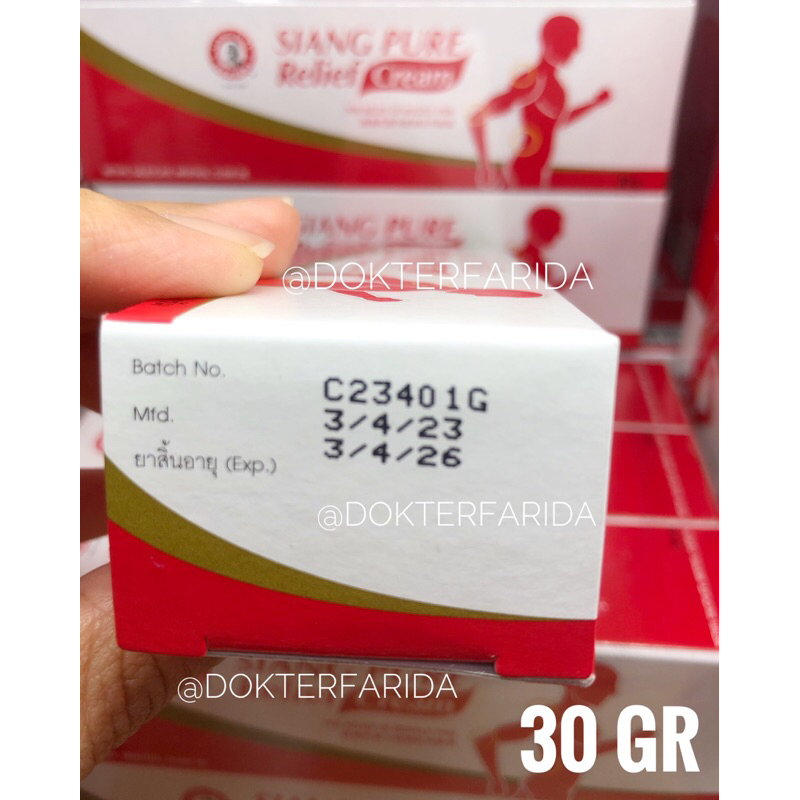 SIANG PURE
Relief Cream
SIANG PURE
@DOKTERFARIDA
Batch No. C23401G
Mfd. 3/4/23
ยาสิ้นอายุ (Exp.) 3/4/26
@DOKTERFARIDA
@DOKTERFARIDA
30 GR